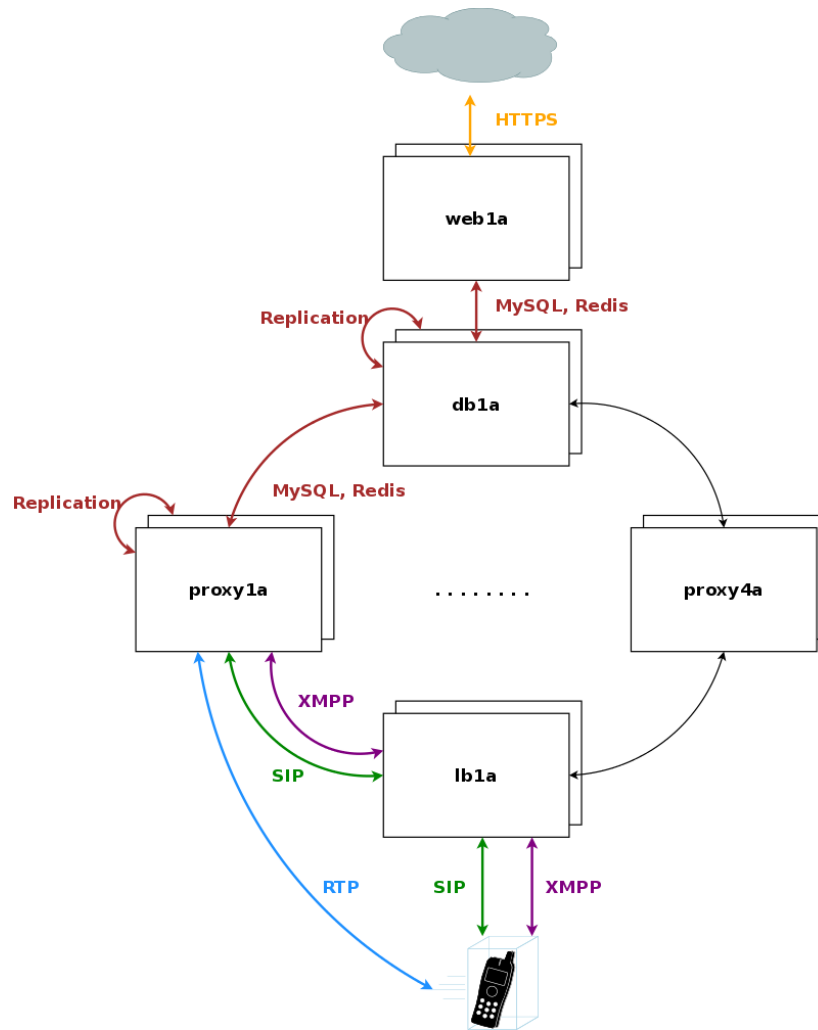 HTTPS
web1a
MySQL, Redis
Replication
db1a
MySQL, Redis
Replication
proxy1a
. . . . . . . .
proxy4a
XMPP
SIP
lb1a
RTP
SIP
XMPP